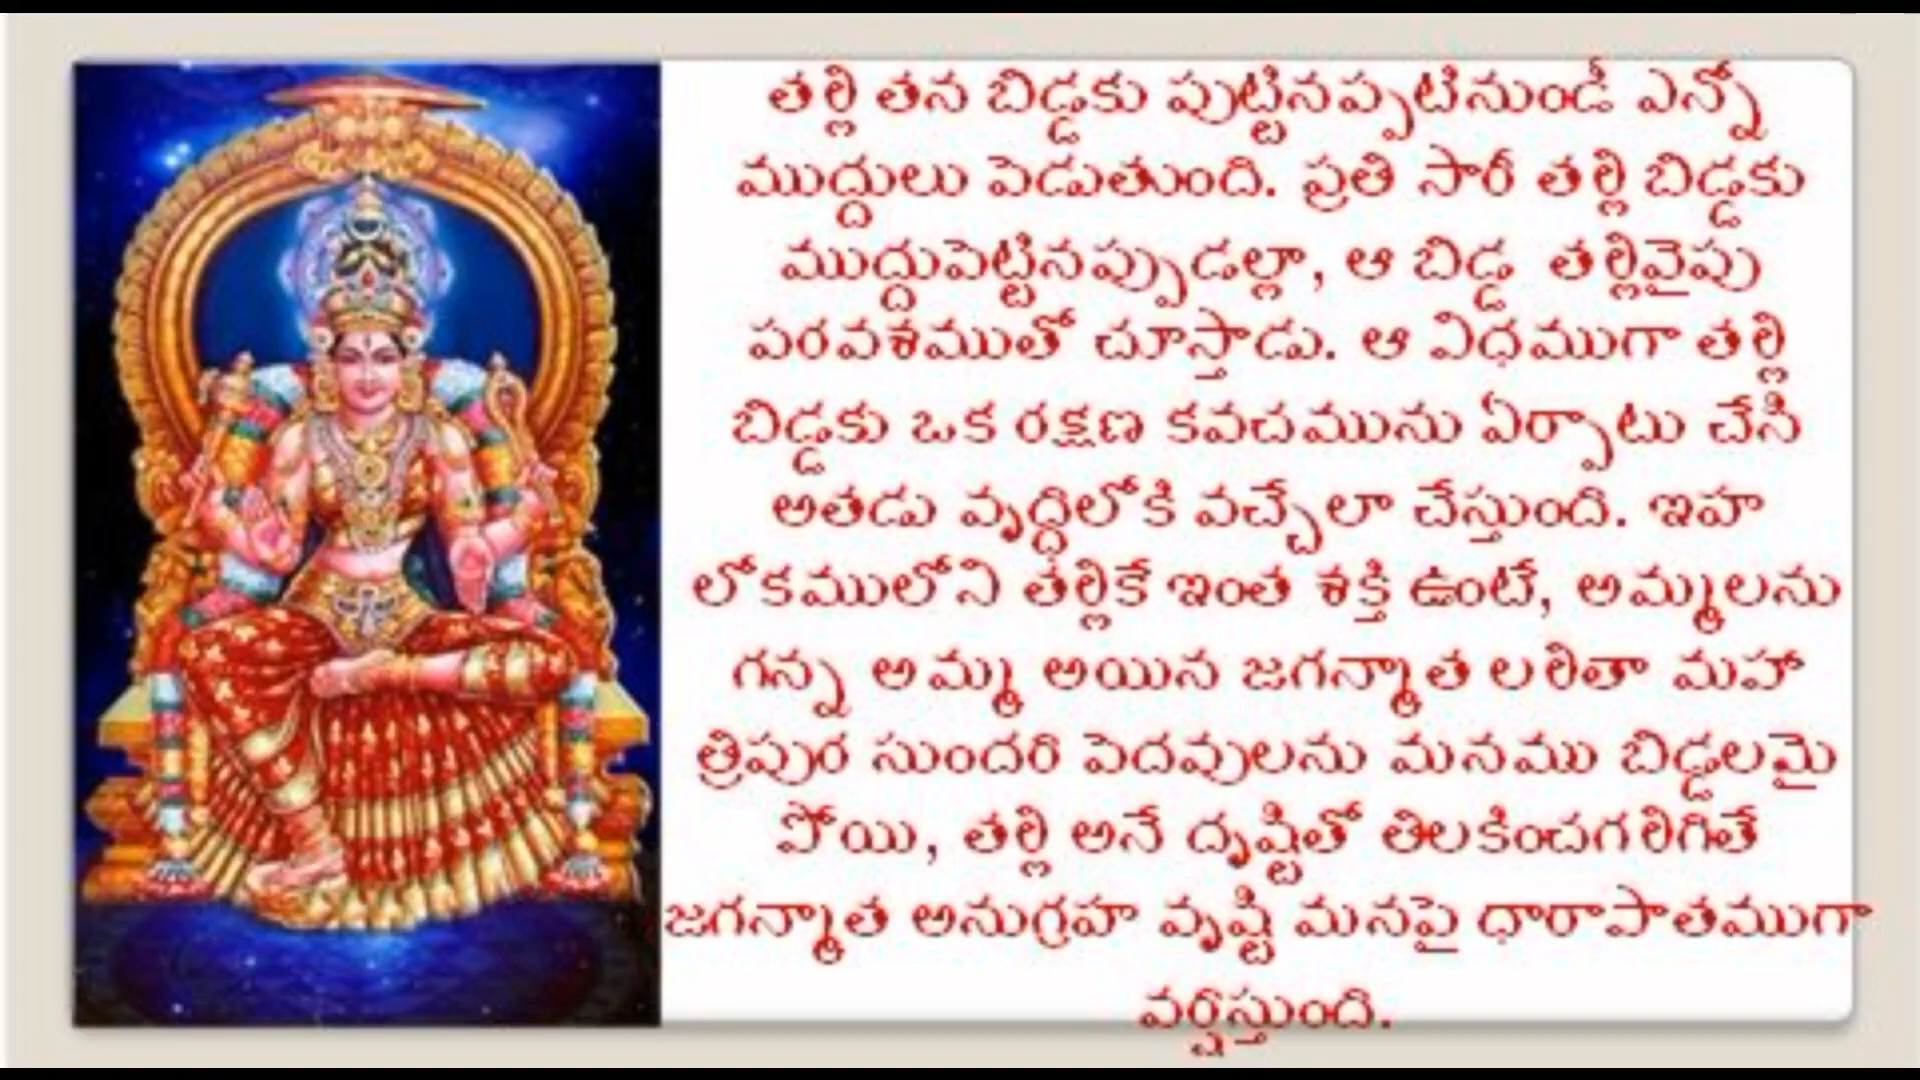 తల్లి తన బిడ్డకు పుట్టినప్పటినుండీ ఎన్నో
ముద్దులు పెడుతుంది. ప్రతి సారీ తల్లి బిడ్డకు
ముద్దుపెట్టినప్పుడల్లా, ఆ బిడ్డ తల్లివైపు
పరవశముతో చూస్తాడు. ఆ విధముగా తల్లి
బిడ్డకు ఒక రక్షణ కవచమును ఏర్పాటు చేసి
అతడు వృద్ధిలోకి వచ్చేలా చేస్తుంది. ఇహ
లోకములోని తల్లికే ఇంత శక్తి ఉంటే, అమ్మలను
గన్న అమ్మ అయిన జగన్మాత లలితా మహా
త్రిపుర సుందరి పెదవులను మనము బిడ్డలమై
పోయి, తల్లి అనే దృష్టితో తిలకించగలిగితే
జగన్మాత అనుగ్రహ వృష్టి మనపై ధారాపాతముగా
వర్షిస్తుంది.